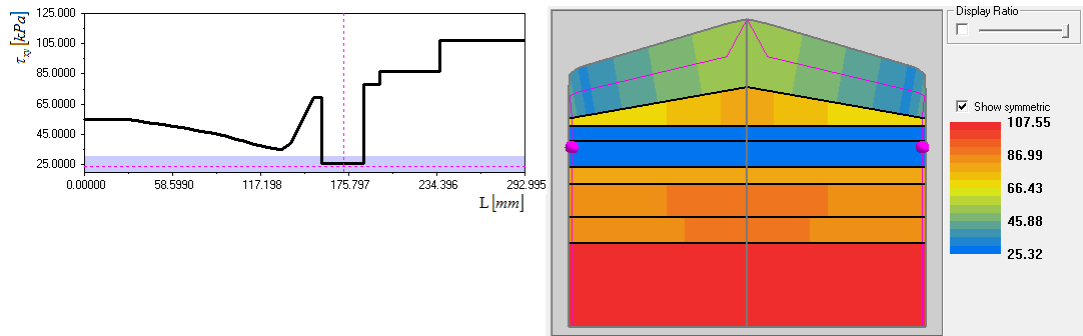 τxy [kPa]
125.000
105.000
85.0000
65.0000
45.0000
25.0000
0.00000 58.5990 117.198 175.797 234.396 292.995
L [mm]
Display Ratio
Show symmetric
107.55
86.99
66.43
45.88
25.32